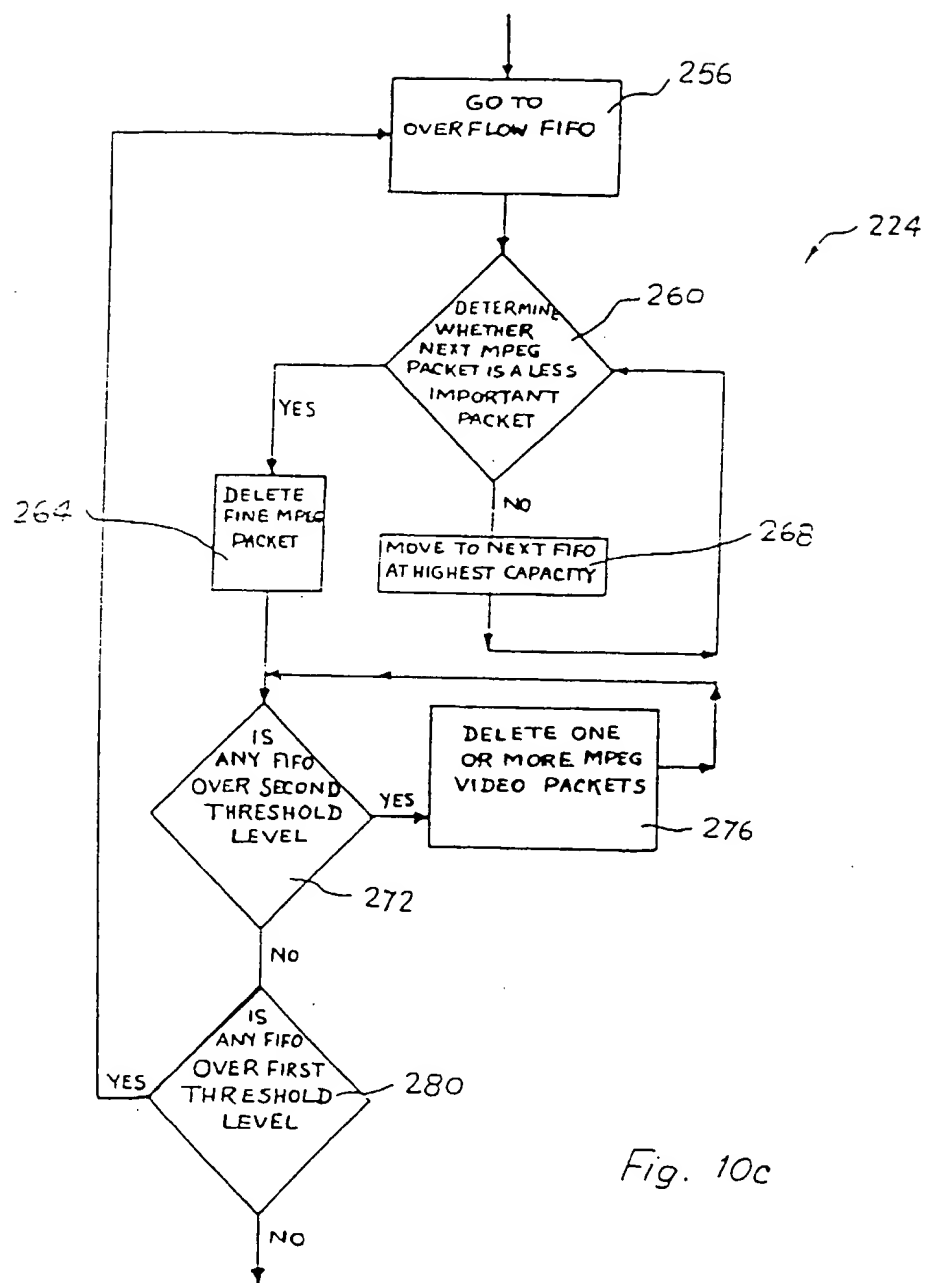 GO TO
OVERFLOW FIFO
256
224
DETERMINE
WHETHER
NEXT MPEG
PACKET IS A LESS
IMPORTANT
PACKET
260
YES
NO
DELETE
FINE MPEG
PACKET
264
MOVE TO NEXT FIFO
AT HIGHEST CAPACITY
268
IS
ANY FIFO
OVER SECOND
THRESHOLD
LEVEL
272
YES
DELETE ONE
OR MORE MPEG
VIDEO PACKETS
276
NO
IS
ANY FIFO
OVER FIRST
THRESHOLD
LEVEL
280
YES
NO
Fig. 10c